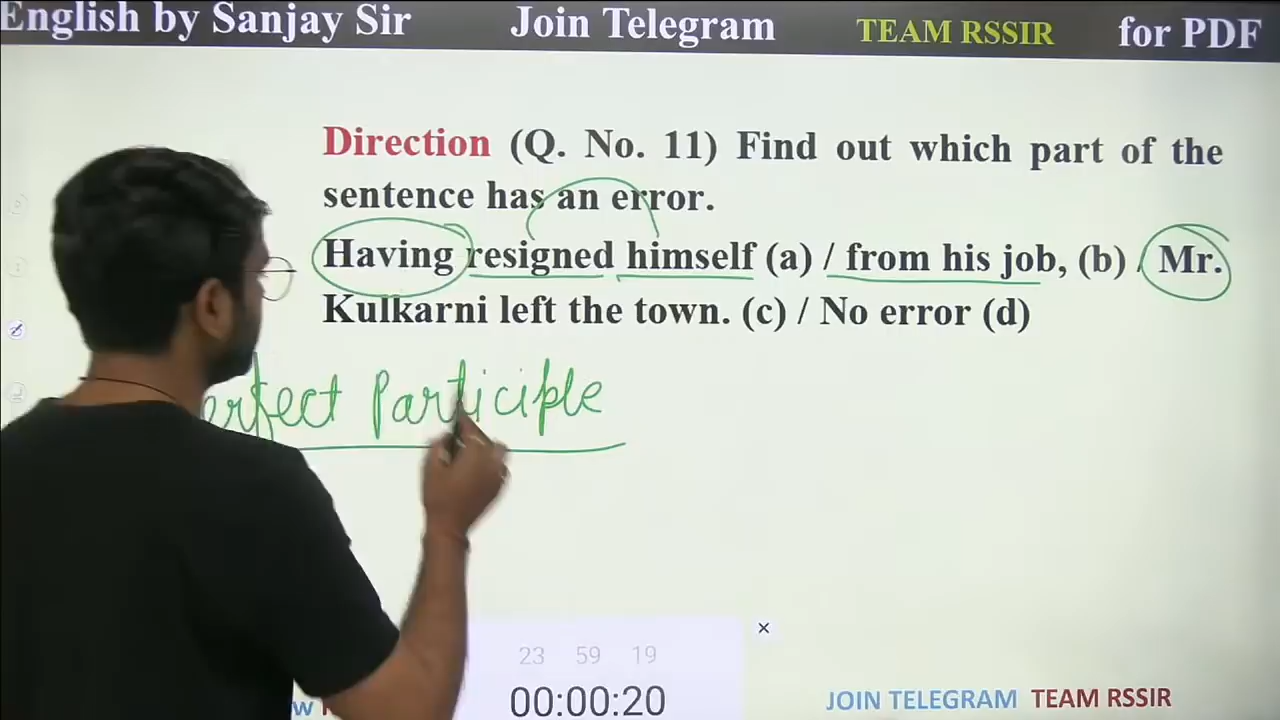 English by Sanjay Sir Join Telegram TEAM RSSIR for PDF
Direction (Q. No. 11) Find out which part of the
sentence has an error.
Having resigned himself (a) / from his job, (b) / Mr.
Kulkarni left the town. (c) / No error (d)
erfect Participle
23 59 19
00:00:20
×
JOIN TELEGRAM TEAM RSSIR